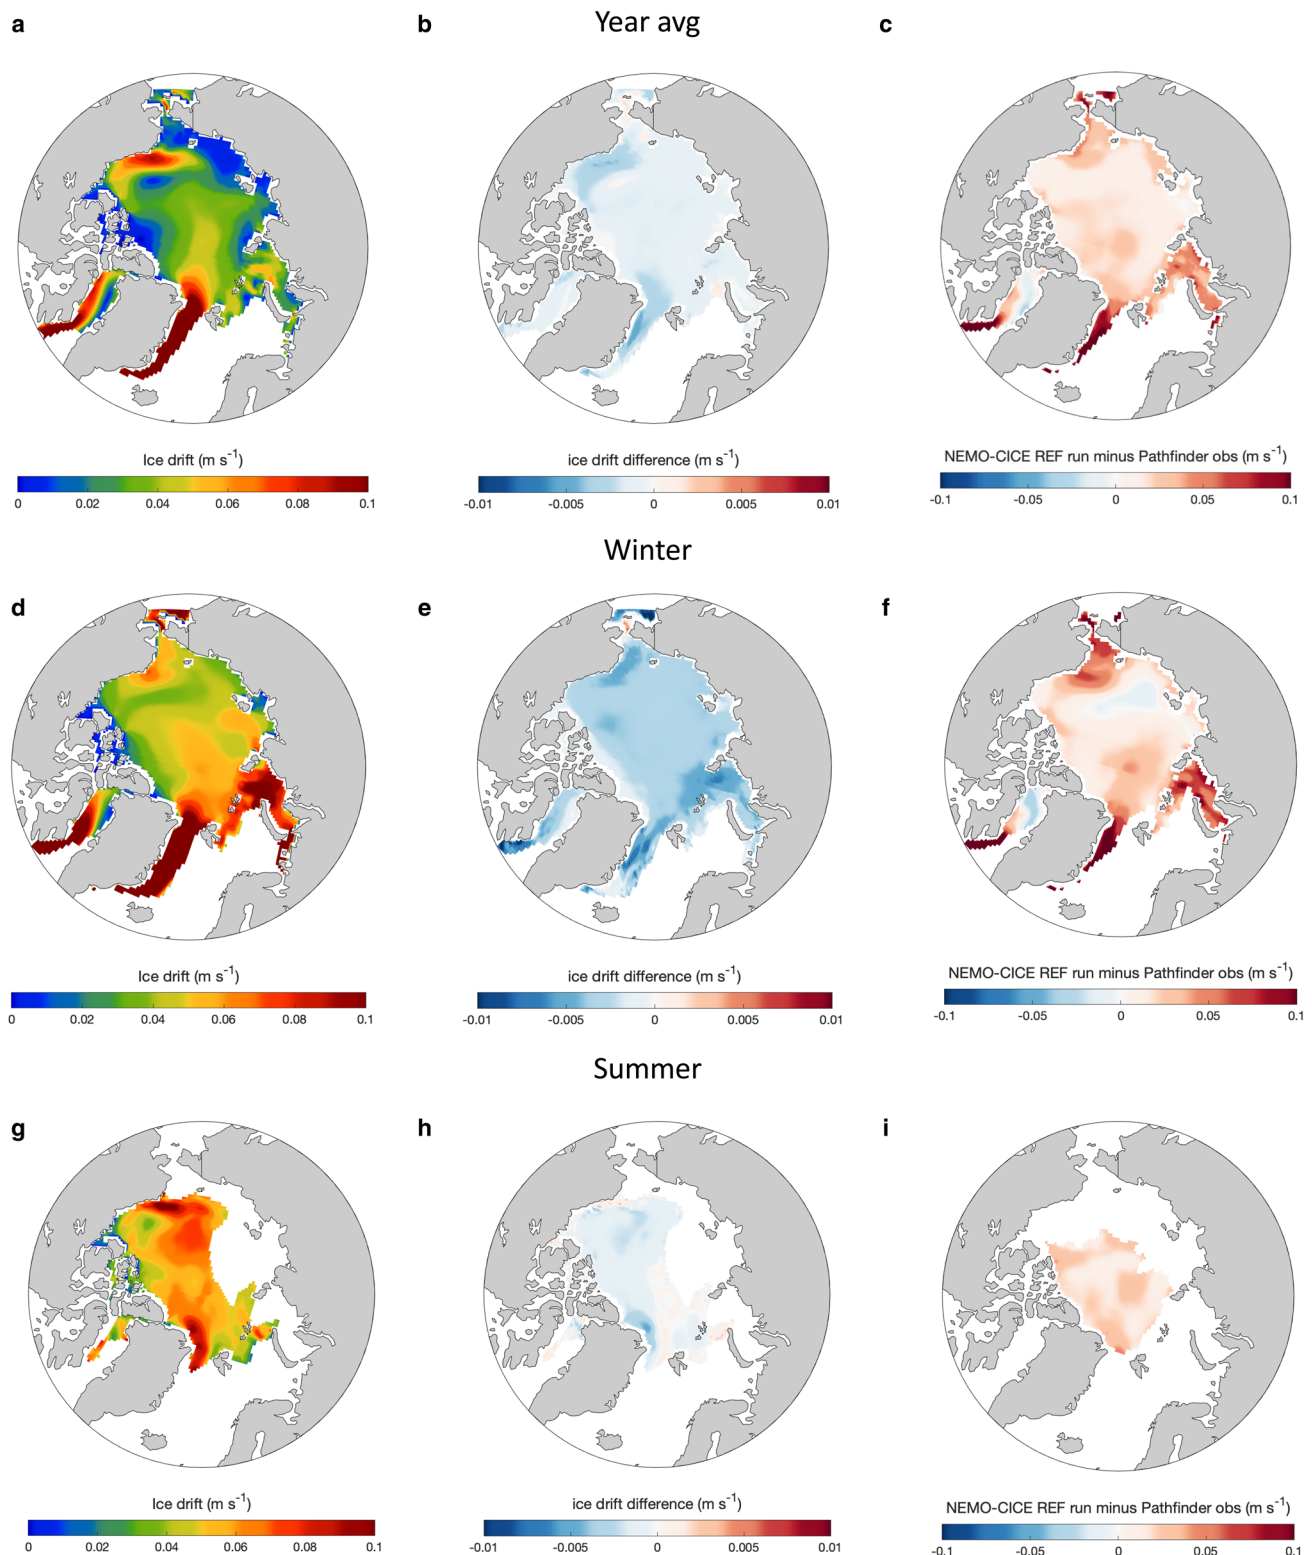 a
b
Year avg
c
Ice drift (m s⁻¹)
0 0.02 0.04 0.06 0.08 0.1
ice drift difference (m s⁻¹)
-0.01 -0.005 0 0.005 0.01
NEMO-CICE REF run minus Pathfinder obs (m s⁻¹)
-0.1 -0.05 0 0.05 0.1
Winter
d
e
f
Ice drift (m s⁻¹)
0 0.02 0.04 0.06 0.08 0.1
ice drift difference (m s⁻¹)
-0.01 -0.005 0 0.005 0.01
NEMO-CICE REF run minus Pathfinder obs (m s⁻¹)
-0.1 -0.05 0 0.05 0.1
Summer
g
h
i
Ice drift (m s⁻¹)
0 0.02 0.04 0.06 0.08 0.1
ice drift difference (m s⁻¹)
-0.01 -0.005 0 0.005 0.01
NEMO-CICE REF run minus Pathfinder obs (m s⁻¹)
-0.1 -0.05 0 0.05 0.1